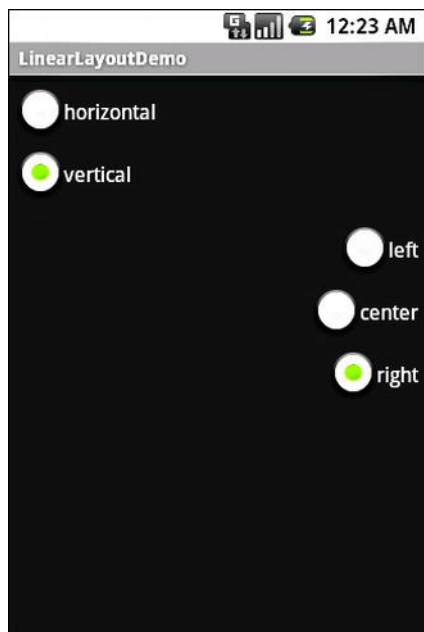 12:23 AM
LinearLayoutDemo
horizontal
vertical
left
center
right